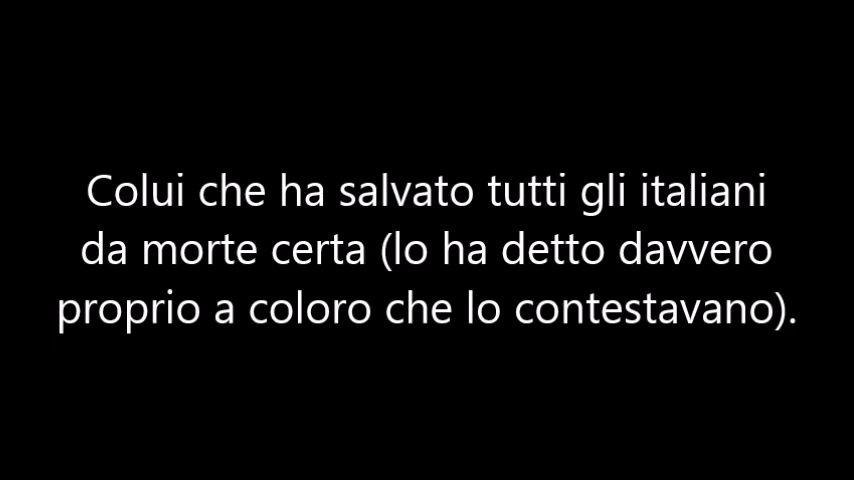 Colui che ha salvato tutti gli italiani
da morte certa (lo ha detto davvero
proprio a coloro che lo contestavano).